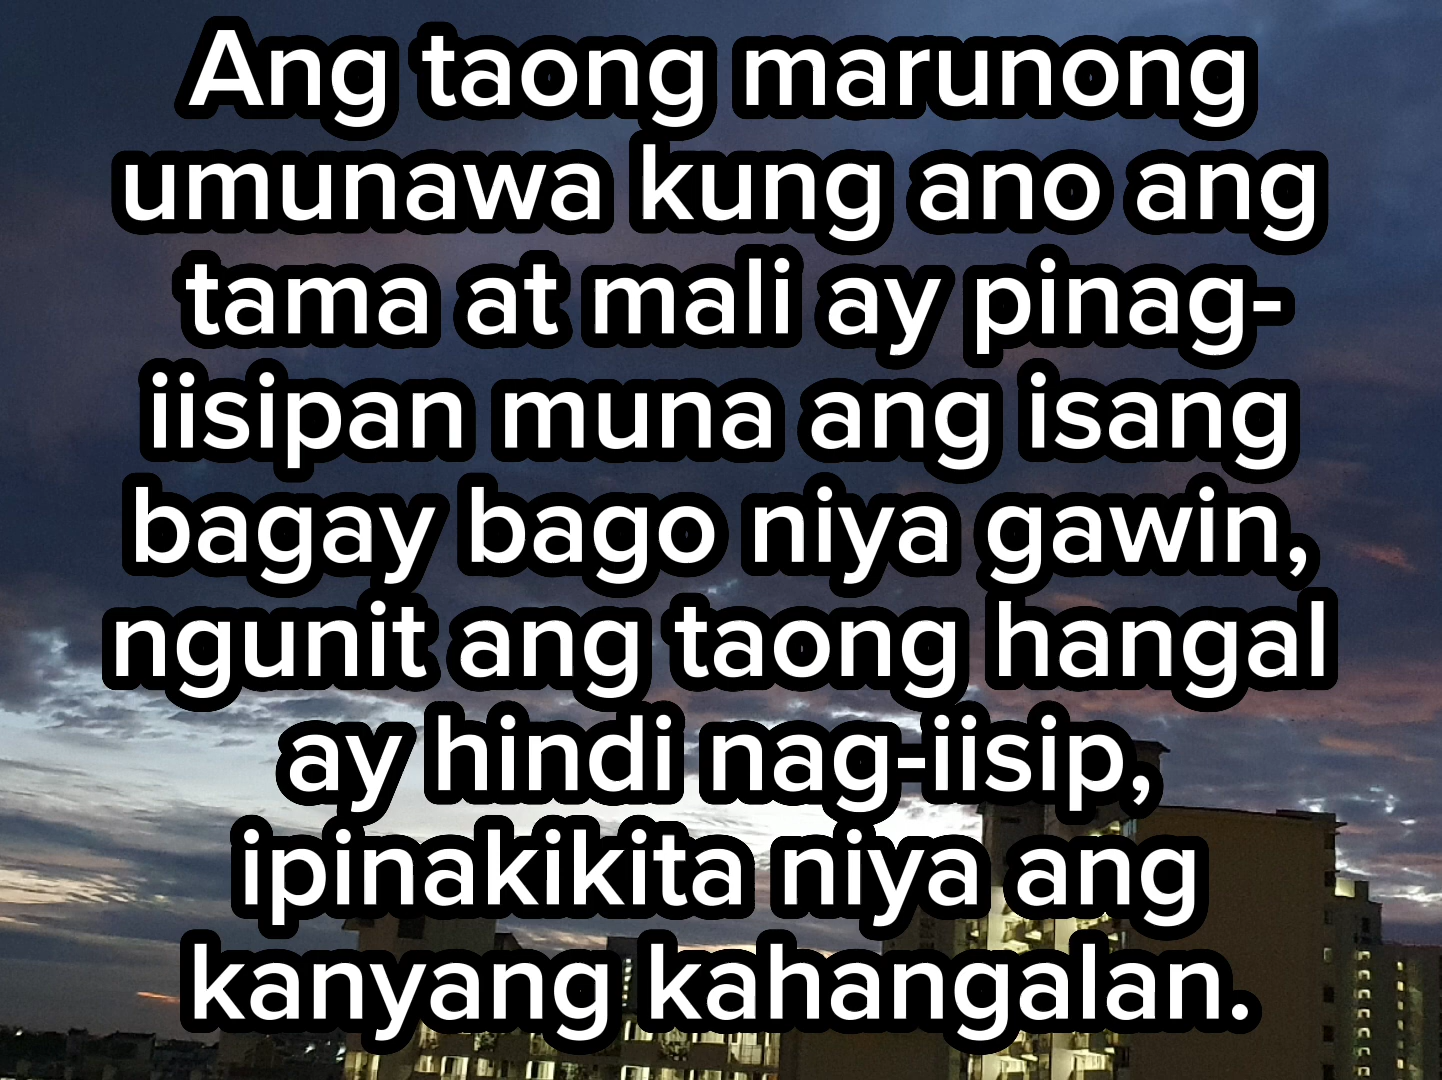 Ang taong marunong
umunawa kung ano ang
tama at mali ay pinag-
iisipan muna ang isang
bagay bago niya gawin,
ngunit ang taong hangal
ay hindi nag-iisip,
ipinakikita niya ang
kanyang kahangalan.